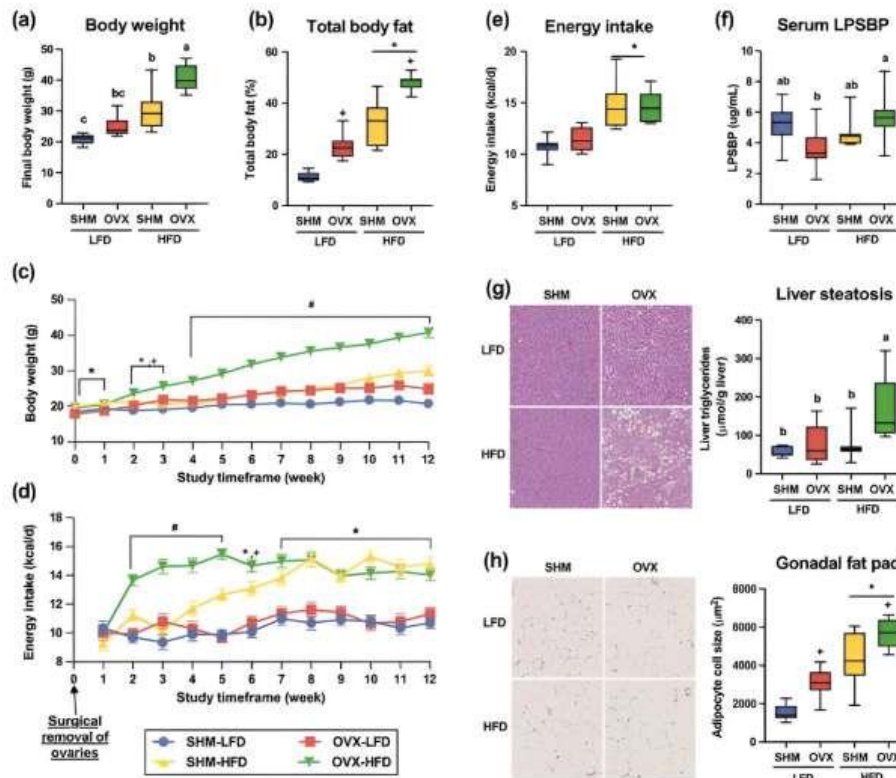 (a) Body weight
Final body weight (g)
50
40
30
20
10
0
c
bc
b
a
SHM OVX SHM OVX
LFD HFD
(b) Total body fat
Total body fat (%)
60
40
20
0
+
*
+
SHM OVX SHM OVX
LFD HFD
(e) Energy intake
Energy intake (kcal/d)
20
15
10
5
*
SHM OVX SHM OVX
LFD HFD
(f) Serum LPSBP
LPSBP (ug/mL)
10
8
6
4
2
0
ab
b
ab
a
SHM OVX SHM OVX
LFD HFD
(c)
Body weight (g)
50
40
30
20
10
*
*,+
#
0 1 2 3 4 5 6 7 8 9 10 11 12
Study timeframe (week)
(d)
Energy intake (kcal/d)
18
16
14
12
10
8
#
*,+
*
0 1 2 3 4 5 6 7 8 9 10 11 12
Study timeframe (week)
Surgical
removal of
ovaries
SHM-LFD OVX-LFD
SHM-HFD OVX-HFD
(g)
SHM OVX
LFD
HFD
Liver steatosis
Liver triglycerides
(μmol/g liver)
400
300
200
100
0
b
b
b
a
SHM OVX SHM OVX
LFD HFD
(h)
SHM OVX
LFD
HFD
Gonadal fat pad
Adipocyte cell size (μm²)
8000
6000
4000
2000
0
+
*
+
SHM OVX SHM OVX
LFD HFD